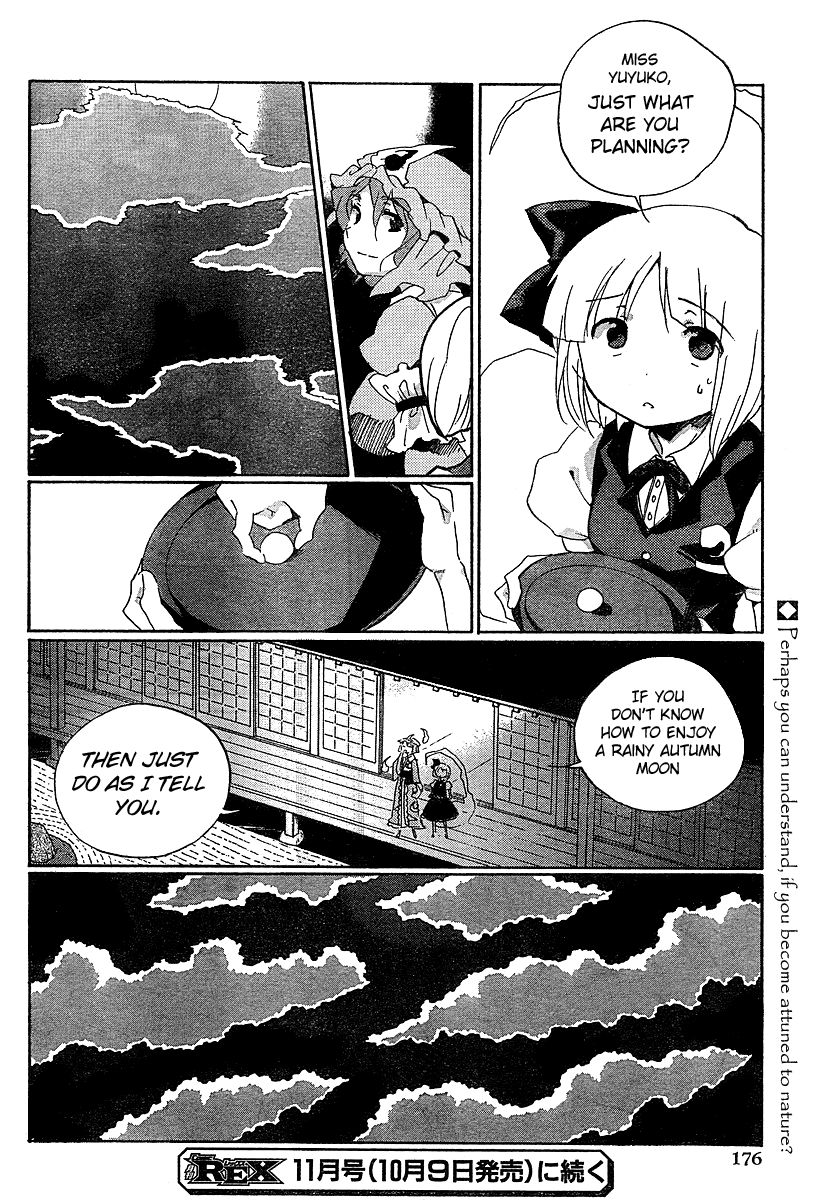 MISS
YUYUKO,
JUST WHAT
ARE YOU
PLANNING?
IF YOU
DON'T KNOW
HOW TO ENJOY
A RAINY AUTUMN
MOON
THEN JUST
DO AS I TELL
YOU.
Perhaps you can understand, if you become attuned to nature?
176
REX 11月号(10月9日発売)に続く